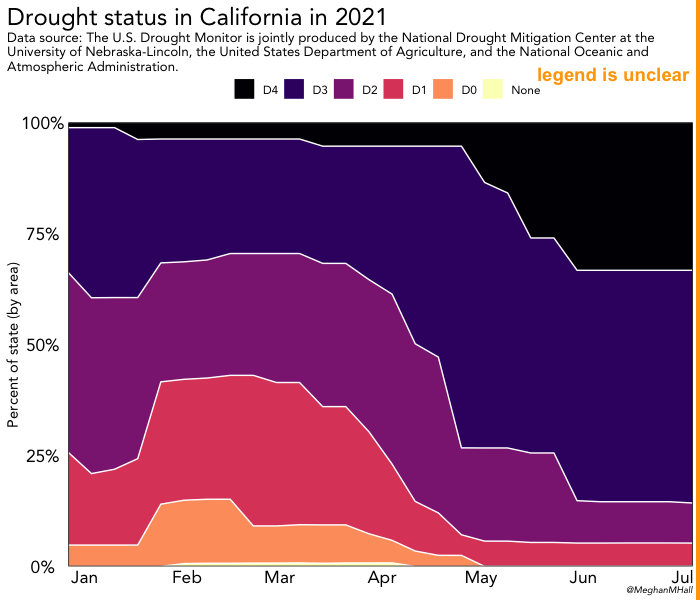 Drought status in California in 2021
Data source: The U.S. Drought Monitor is jointly produced by the National Drought Mitigation Center at the
University of Nebraska-Lincoln, the United States Department of Agriculture, and the National Oceanic and
Atmospheric Administration.
legend is unclear
D4 D3 D2 D1 D0 None
100%
75%
50%
25%
0%
Percent of state (by area)
Jan Feb Mar Apr May Jun Jul
@MeghanMHall